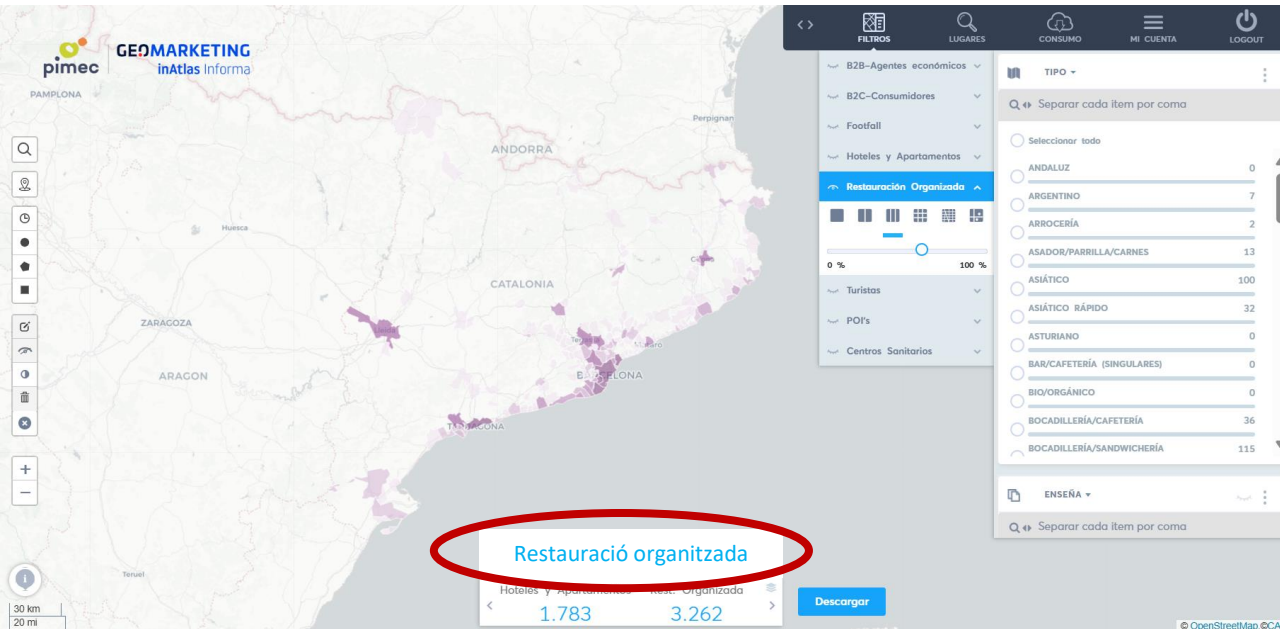 pimec
GEOMARKETING
inAtlas Informa
PAMPLONA
Perpignan
ANDORRA
Huesca
CATALONIA
ZARAGOZA
ARAGON
Teruel
30 km
20 mi
FILTROS
LUGARES
CONSUMO
MI CUENTA
LOGOUT
B2B-Agentes económicos
B2C-Consumidores
Footfall
Hoteles y Apartamentos
Restauración Organizada
0 %
100 %
Turistas
POI's
Centros Sanitarios
TIPO
Separar cada item por coma
Seleccionar todo
ANDALUZ 0
ARGENTINO 7
ARROCERÍA 2
ASADOR/PARRILLA/CARNES 13
ASIÁTICO 100
ASIÁTICO RÁPIDO 32
ASTURIANO 0
BAR/CAFETERÍA (SINGULARES) 0
BIO/ORGÁNICO 0
BOCADILLERÍA/CAFETERÍA 36
BOCADILLERÍA/SANDWICHERÍA 115
ENSEÑA
Separar cada item por coma
Restauració organitzada
Hoteles y Apartamentos Rest. Organizada
1.783 3.262
Descargar
© OpenStreetMap ©CA